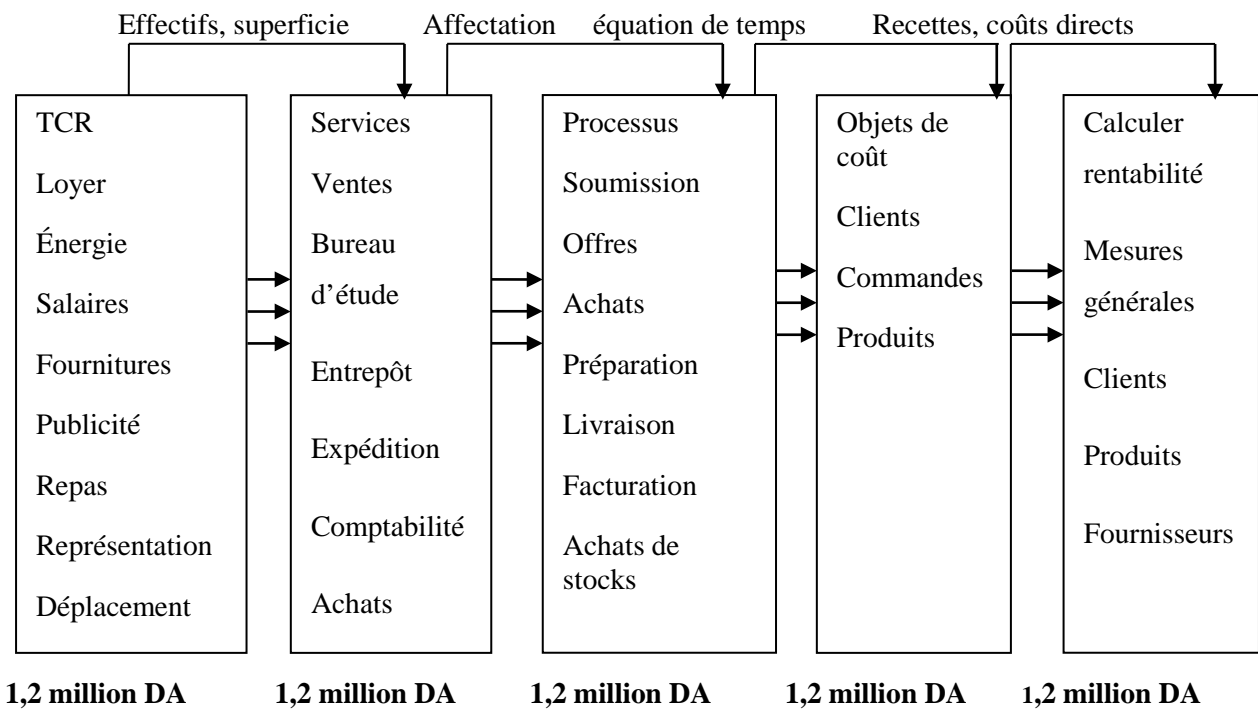 Effectifs, superficie
Affectation
équation de temps
Recettes, coûts directs
TCR
Loyer
Énergie
Salaires
Fournitures
Publicité
Repas
Représentation
Déplacement
Services
Ventes
Bureau
d’étude
Entrepôt
Expédition
Comptabilité
Achats
Processus
Soumission
Offres
Achats
Préparation
Livraison
Facturation
Achats de
stocks
Objets de
coût
Clients
Commandes
Produits
Calculer
rentabilité
Mesures
générales
Clients
Produits
Fournisseurs
1,2 million DA
1,2 million DA
1,2 million DA
1,2 million DA
1,2 million DA